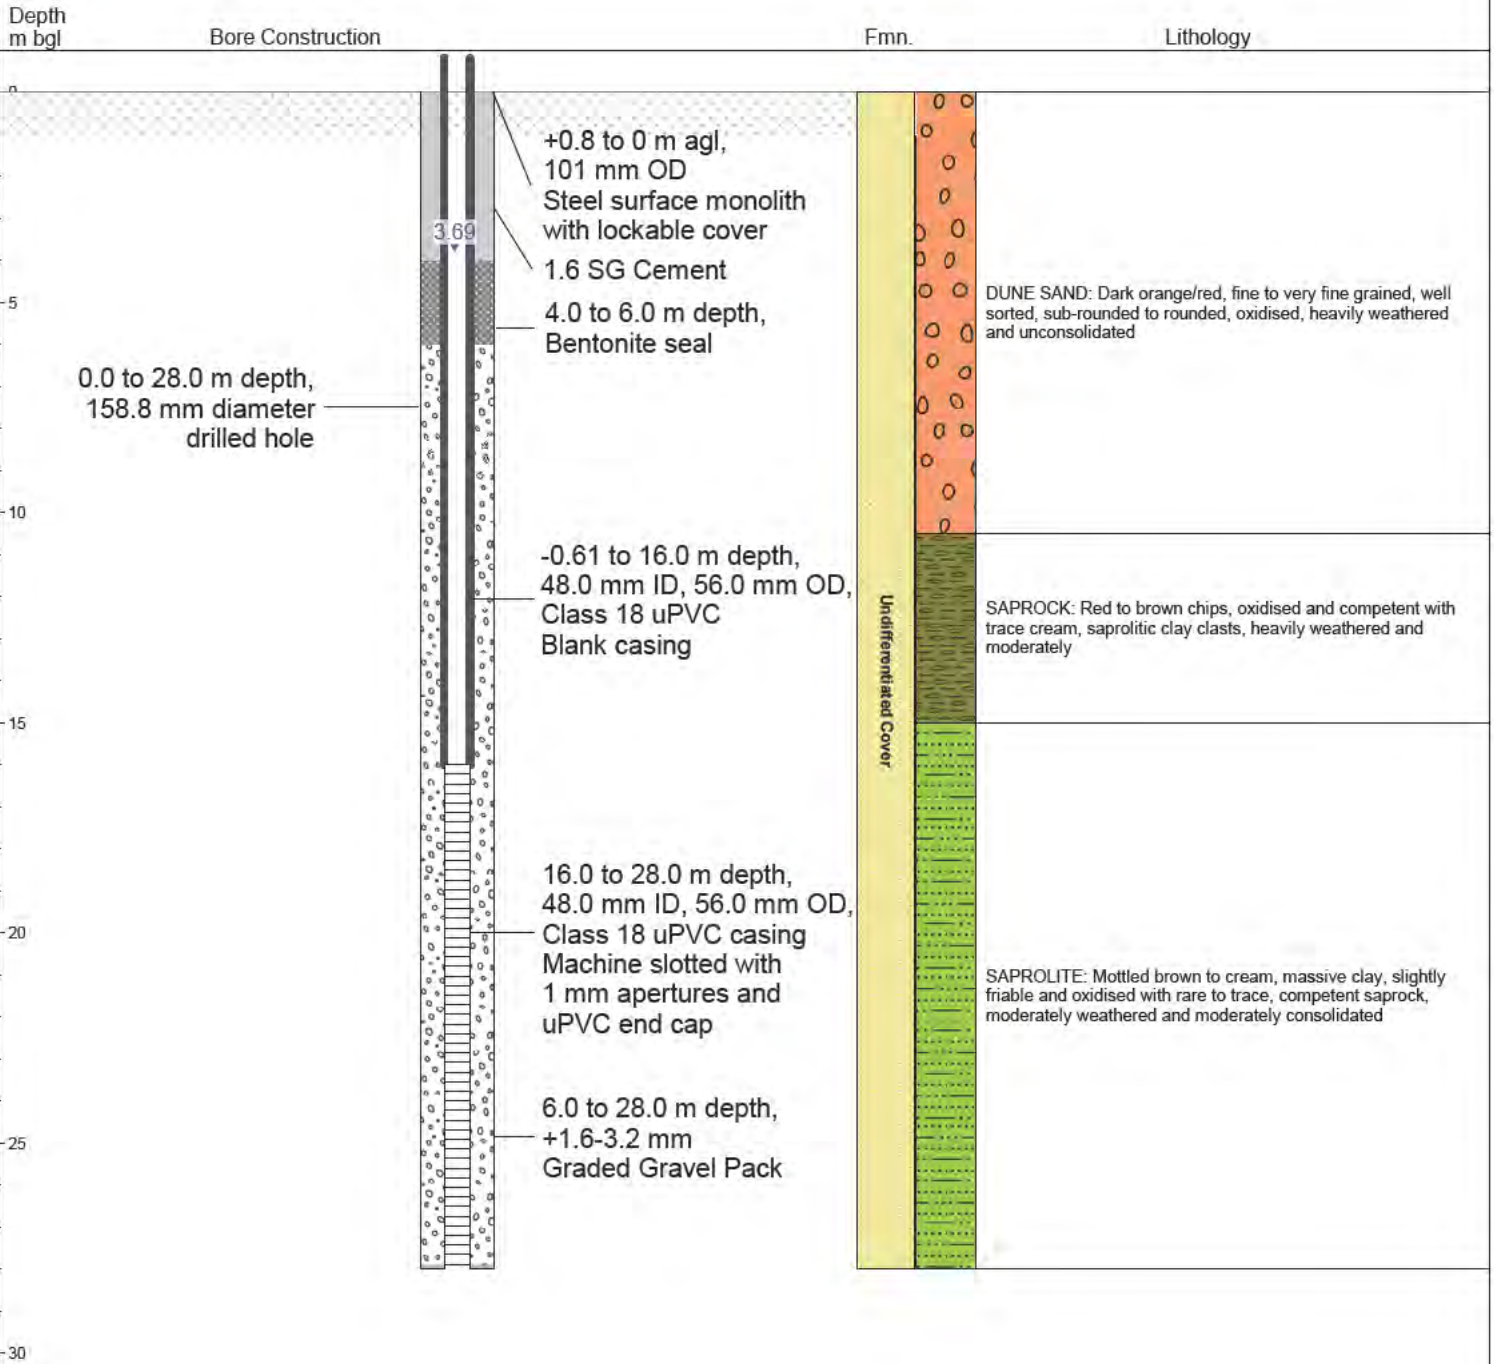 Depth
m bgl
Bore Construction
Fmn.
Lithology
0
+0.8 to 0 m agl,
101 mm OD
Steel surface monolith
with lockable cover
3.69
1.6 SG Cement
5
4.0 to 6.0 m depth,
Bentonite seal
DUNE SAND: Dark orange/red, fine to very fine grained, well
sorted, sub-rounded to rounded, oxidised, heavily weathered
and unconsolidated
0.0 to 28.0 m depth,
158.8 mm diameter
drilled hole
10
-0.61 to 16.0 m depth,
48.0 mm ID, 56.0 mm OD,
Class 18 uPVC
Blank casing
Undifferentiated Cover
SAPROCK: Red to brown chips, oxidised and competent with
trace cream, saprolitic clay clasts, heavily weathered and
moderately
15
16.0 to 28.0 m depth,
48.0 mm ID, 56.0 mm OD,
Class 18 uPVC casing
Machine slotted with
1 mm apertures and
uPVC end cap
20
SAPROLITE: Mottled brown to cream, massive clay, slightly
friable and oxidised with rare to trace, competent saprock,
moderately weathered and moderately consolidated
6.0 to 28.0 m depth,
+1.6-3.2 mm
Graded Gravel Pack
25
30